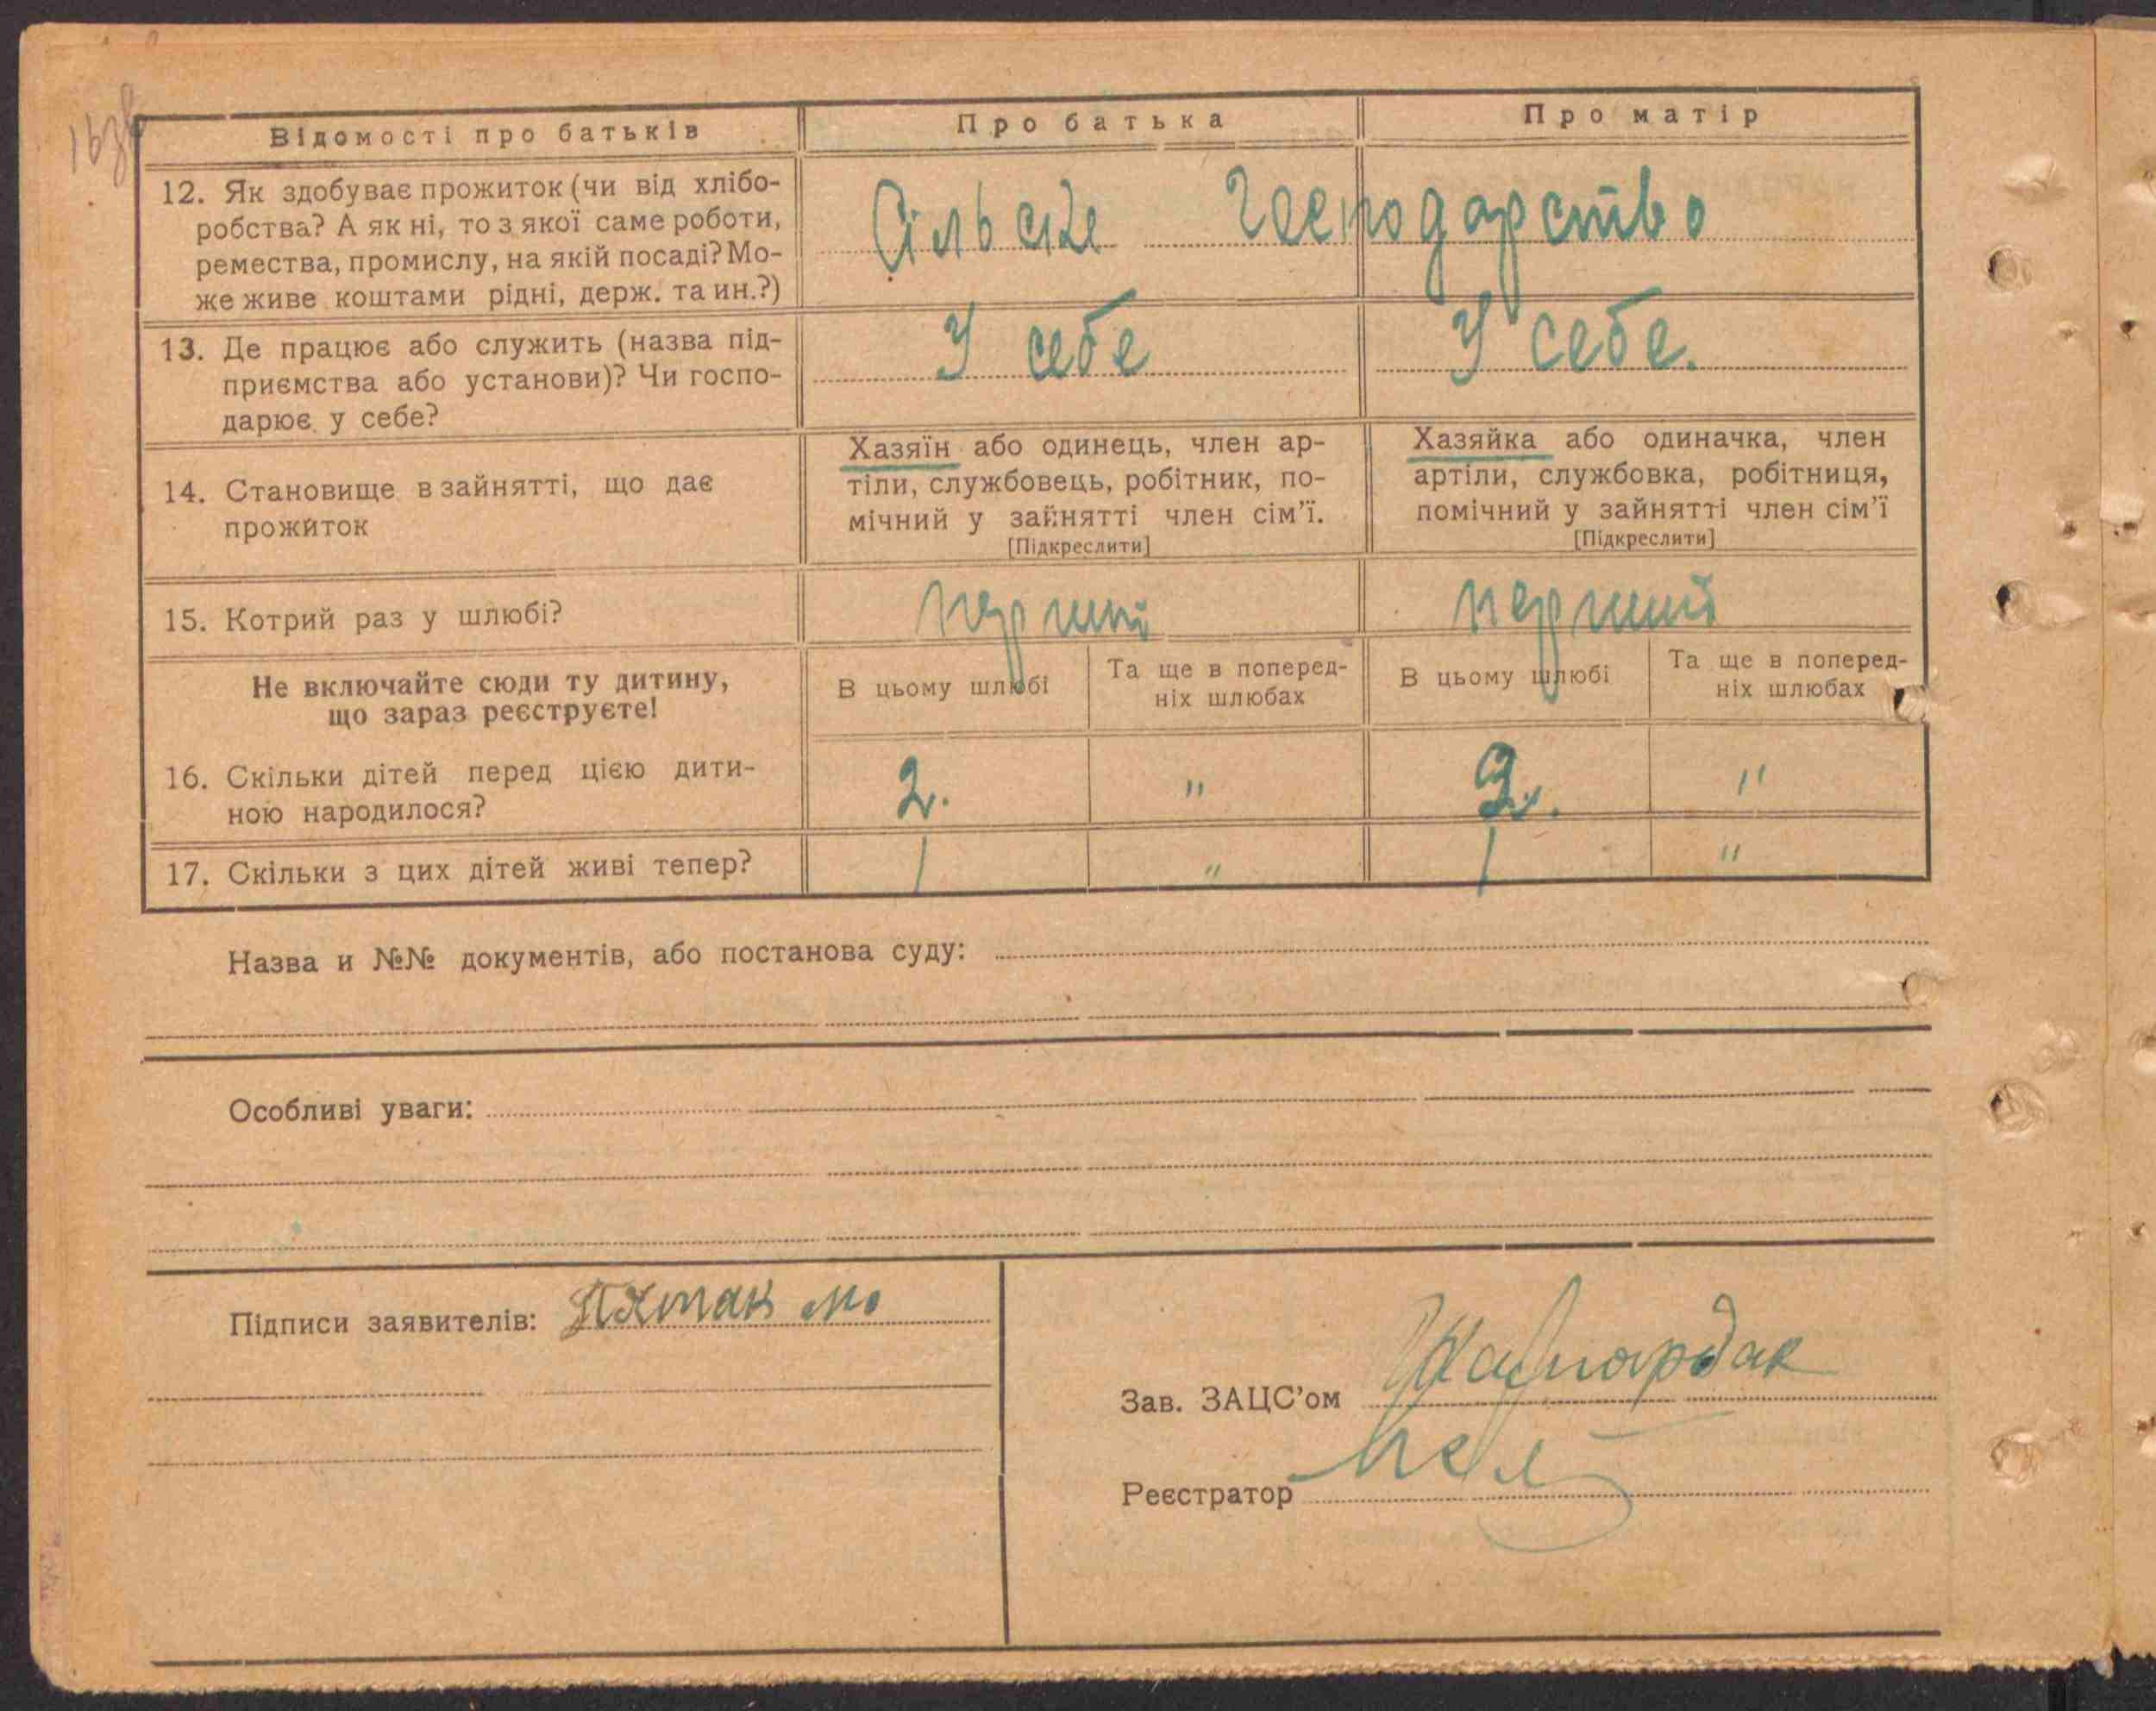 163в
Відомості про батьків
Про батька
Про матір
12. Як здобуває прожиток (чи від хлібо-
робства? А як ні, то з якої саме роботи,
ремества, промислу, на якій посаді? Мо-
же живе коштами рідні, держ. та ин.?)
Сільске Господарство
13. Де працює або служить (назва під-
приємства або установи)? Чи госпо-
дарює у себе?
У себе
У себе.
14. Становище в зайнятті, що дає
прожиток
Хазяїн або одинець, член ар-
тіли, службовець, робітник, по-
мічний у зайнятті член сім'ї.
[Підкреслити]
Хазяйка або одиначка, член
артіли, службовка, робітниця,
помічний у зайнятті член сім'ї
[Підкреслити]
15. Котрий раз у шлюбі?
перший
перший
Не включайте сюди ту дитину,
що зараз реєструєте!
В цьому шлюбі
Та ще в поперед-
ніх шлюбах
В цьому шлюбі
Та ще в поперед-
ніх шлюбах
16. Скільки дітей перед цією дити-
ною народилося?
2. " 2. "
17. Скільки з цих дітей живі тепер?
1 " 1 "
Назва и №№ документів, або постанова суду:
Особливі уваги:
Підписи заявителів:
Зав. ЗАЦС'ом
Реєстратор